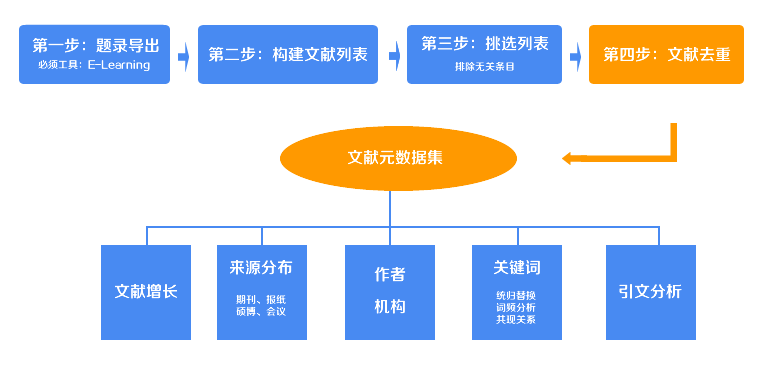 第一步：题录导出
必须工具：E-Learning
第二步：构建文献列表
第三步：挑选列表
排除无关条目
第四步：文献去重
文献元数据集
文献增长
来源分布
期刊、报纸
硕博、会议
作者
机构
关键词
统归替换
词频分析
共现关系
引文分析